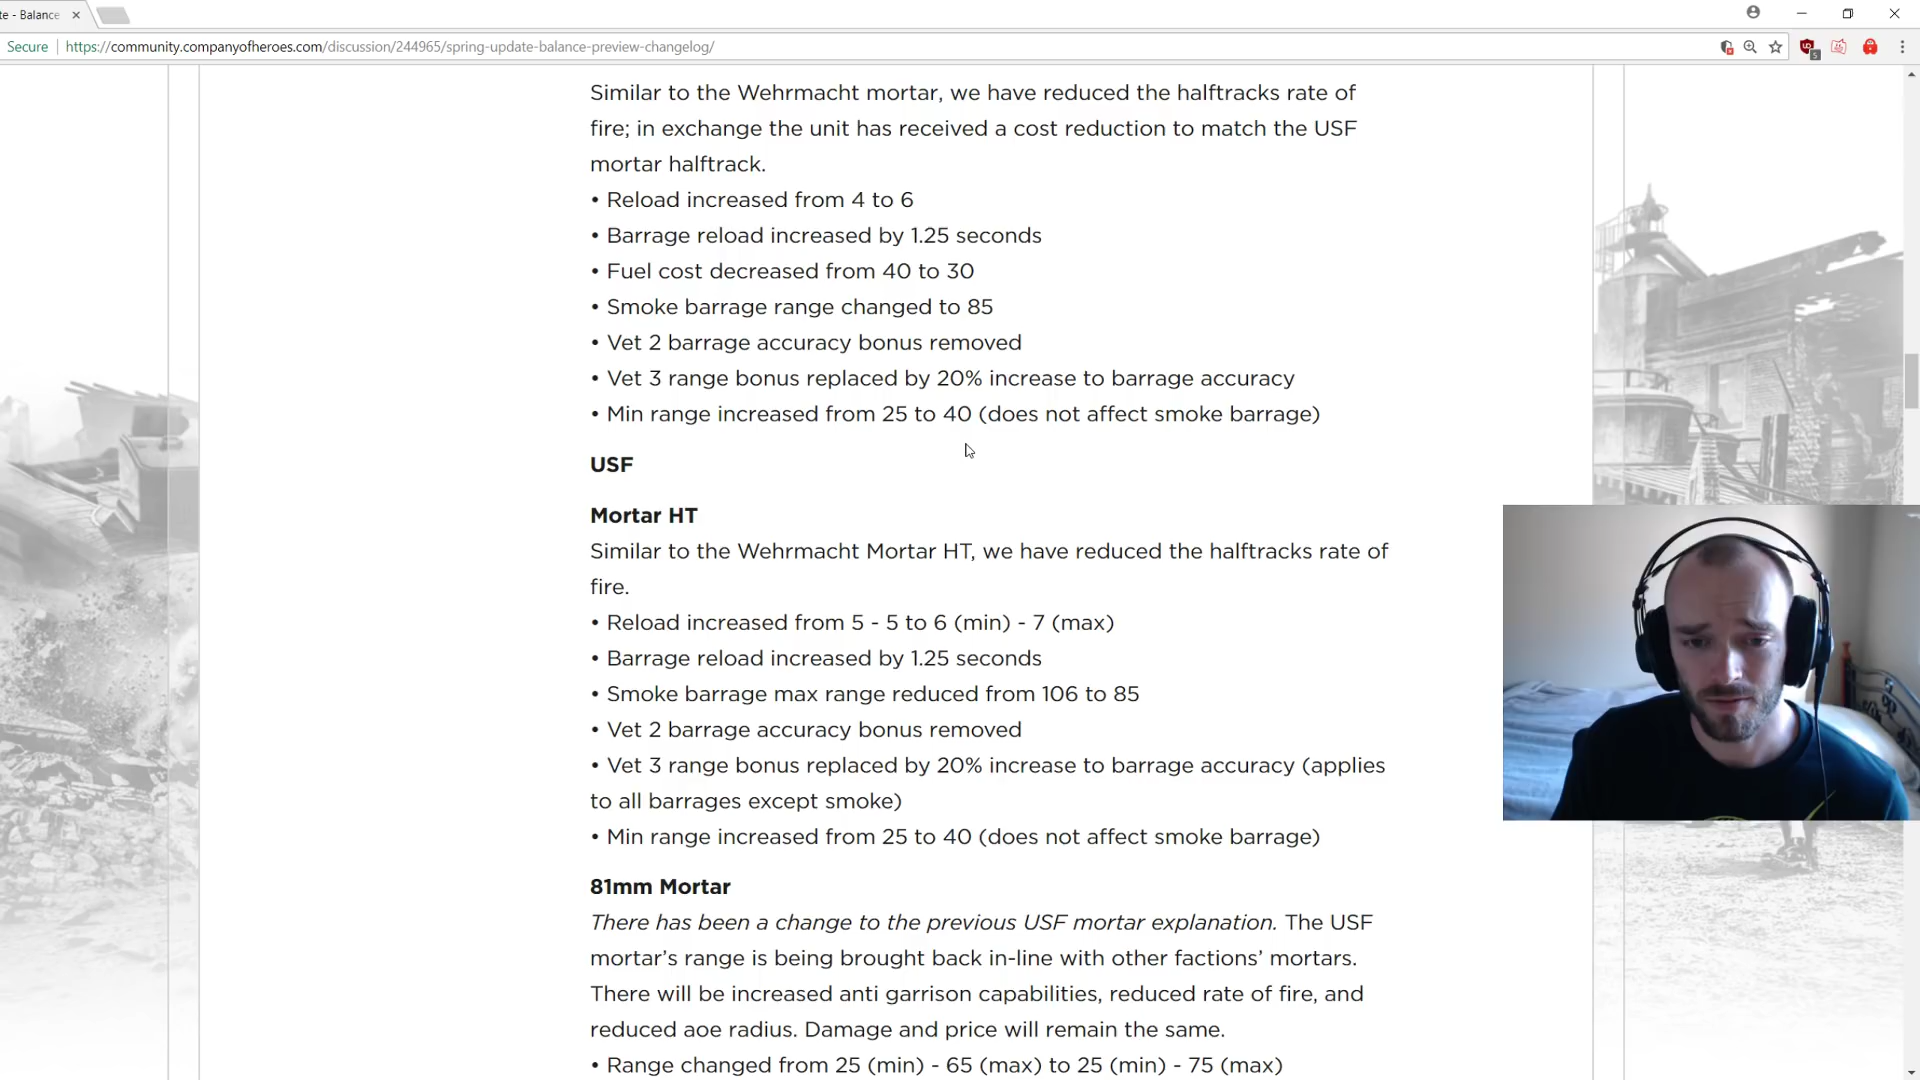 te - Balance
Secure
https://community.companyofheroes.com/discussion/244965/spring-update-balance-preview-changelog/
Similar to the Wehrmacht mortar, we have reduced the halftracks rate of
fire; in exchange the unit has received a cost reduction to match the USF
mortar halftrack.
• Reload increased from 4 to 6
• Barrage reload increased by 1.25 seconds
• Fuel cost decreased from 40 to 30
• Smoke barrage range changed to 85
• Vet 2 barrage accuracy bonus removed
• Vet 3 range bonus replaced by 20% increase to barrage accuracy
• Min range increased from 25 to 40 (does not affect smoke barrage)
USF
Mortar HT
Similar to the Wehrmacht Mortar HT, we have reduced the halftracks rate of
fire.
• Reload increased from 5 - 5 to 6 (min) - 7 (max)
• Barrage reload increased by 1.25 seconds
• Smoke barrage max range reduced from 106 to 85
• Vet 2 barrage accuracy bonus removed
• Vet 3 range bonus replaced by 20% increase to barrage accuracy (applies
to all barrages except smoke)
• Min range increased from 25 to 40 (does not affect smoke barrage)
81mm Mortar
There has been a change to the previous USF mortar explanation. The USF
mortar's range is being brought back in-line with other factions' mortars.
There will be increased anti garrison capabilities, reduced rate of fire, and
reduced aoe radius. Damage and price will remain the same.
• Range changed from 25 (min) - 65 (max) to 25 (min) - 75 (max)